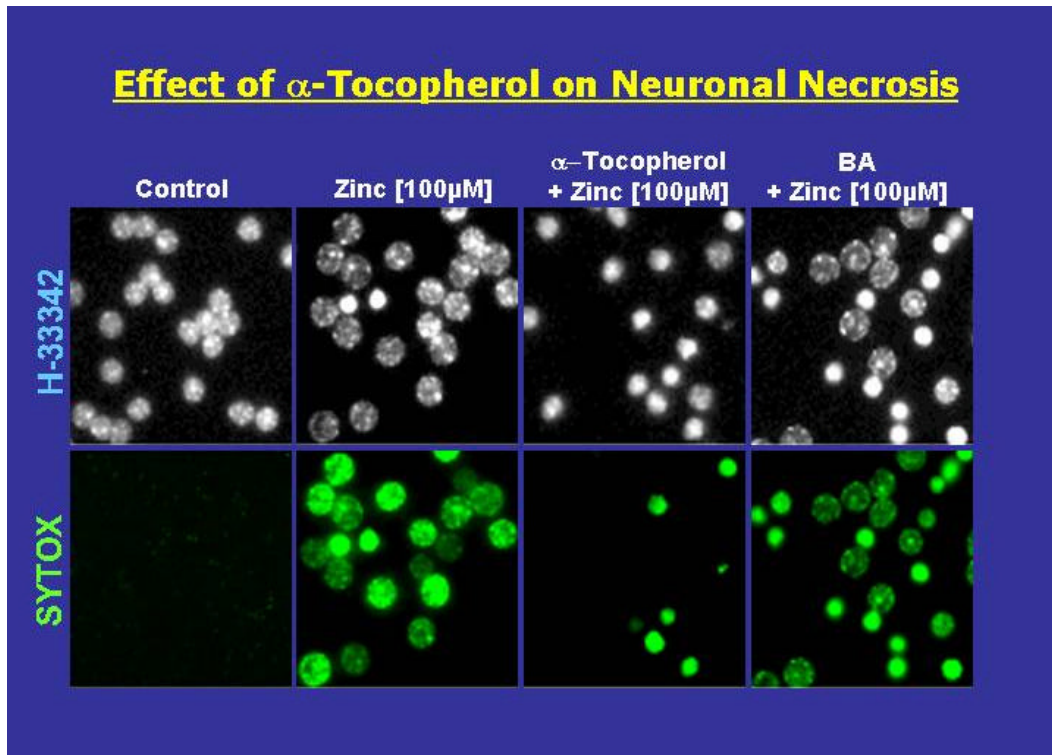 Effect of α-Tocopherol on Neuronal Necrosis
Control
Zinc [100µM]
α–Tocopherol
+ Zinc [100µM]
BA
+ Zinc [100µM]
H-33342
SYTOX